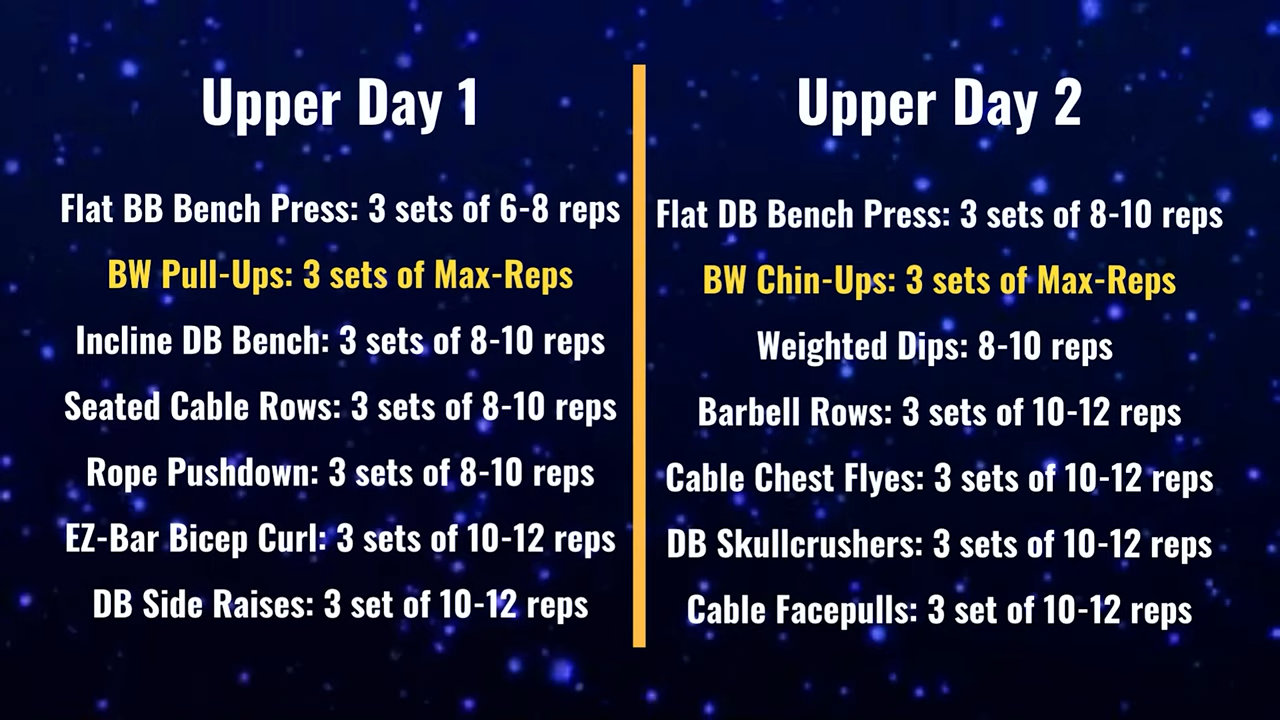 Upper Day 1
Flat BB Bench Press: 3 sets of 6-8 reps
BW Pull-Ups: 3 sets of Max-Reps
Incline DB Bench: 3 sets of 8-10 reps
Seated Cable Rows: 3 sets of 8-10 reps
Rope Pushdown: 3 sets of 8-10 reps
EZ-Bar Bicep Curl: 3 sets of 10-12 reps
DB Side Raises: 3 set of 10-12 reps
Upper Day 2
Flat DB Bench Press: 3 sets of 8-10 reps
BW Chin-Ups: 3 sets of Max-Reps
Weighted Dips: 8-10 reps
Barbell Rows: 3 sets of 10-12 reps
Cable Chest Flyes: 3 sets of 10-12 reps
DB Skullcrushers: 3 sets of 10-12 reps
Cable Facepulls: 3 set of 10-12 reps